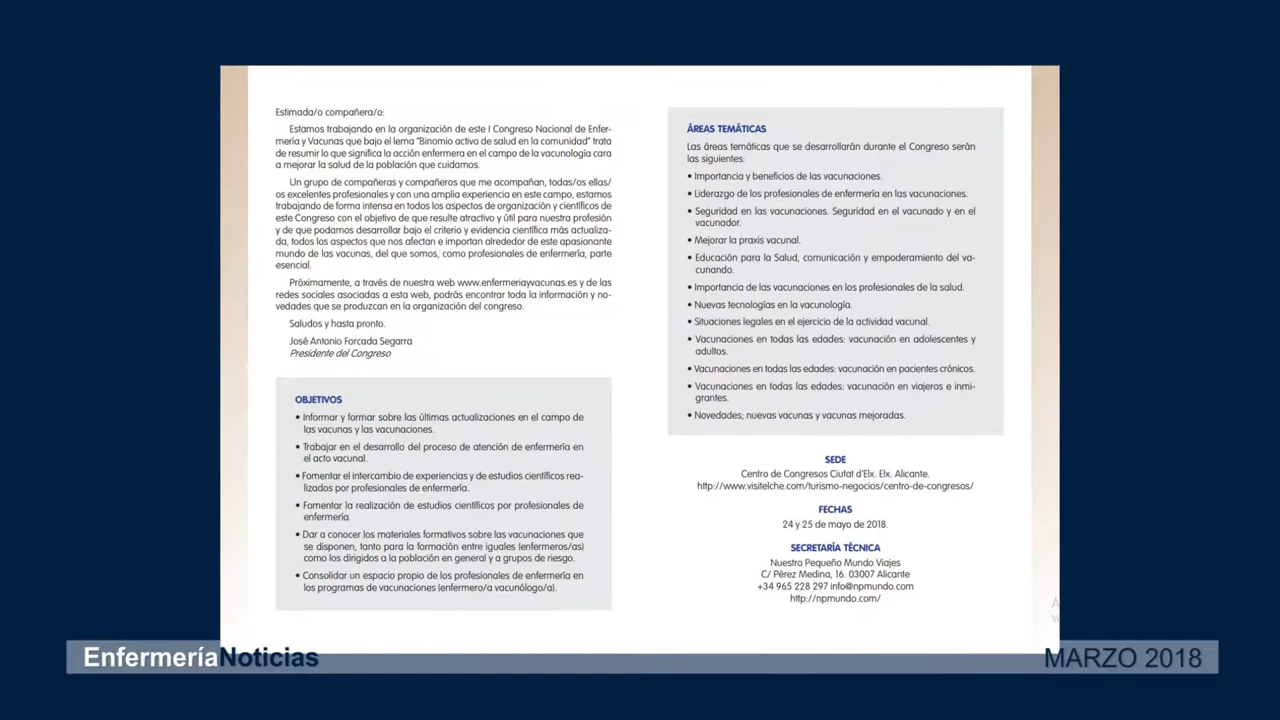 Estimada/o compañera/o:
Estamos trabajando en la organización de este I Congreso Nacional de Enfer-
mería y Vacunas que bajo el lema "Binomio activo de salud en la comunidad" trata
de resumir lo que significa la acción enfermera en el campo de la vacunología cara
a mejorar la salud de la población que cuidamos.
Un grupo de compañeras y compañeros que me acompañan, todas/os ellas/
os excelentes profesionales y con una amplia experiencia en este campo, estamos
trabajando de forma intensa en todos los aspectos de organización y científicos de
este Congreso con el objetivo de que resulte atractivo y útil para nuestra profesión
y de que podamos desarrollar bajo el criterio y evidencia científica más actualiza-
da, todos los aspectos que nos afectan e importan alrededor de este apasionante
mundo de las vacunas, del que somos, como profesionales de enfermería, parte
esencial.
Próximamente, a través de nuestra web www.enfermeriayvacunas.es y de las
redes sociales asociadas a esta web, podrás encontrar toda la información y no-
vedades que se produzcan en la organización del congreso.
Saludos y hasta pronto.
José Antonio Forcada Segarra
Presidente del Congreso
OBJETIVOS
• Informar y formar sobre las últimas actualizaciones en el campo de
las vacunas y las vacunaciones.
• Trabajar en el desarrollo del proceso de atención de enfermería en
el acto vacunal.
• Fomentar el intercambio de experiencias y de estudios científicos rea-
lizados por profesionales de enfermería.
• Fomentar la realización de estudios científicos por profesionales de
enfermería.
• Dar a conocer los materiales formativos sobre las vacunaciones que
se disponen, tanto para la formación entre iguales (enfermeros/as)
como los dirigidos a la población en general y a grupos de riesgo.
• Consolidar un espacio propio de los profesionales de enfermería en
los programas de vacunaciones (enfermero/a vacunólogo/a).
ÁREAS TEMÁTICAS
Las áreas temáticas que se desarrollarán durante el Congreso serán
las siguientes:
• Importancia y beneficios de las vacunaciones.
• Liderazgo de los profesionales de enfermería en las vacunaciones.
• Seguridad en las vacunaciones. Seguridad en el vacunado y en el
vacunador.
• Mejorar la praxis vacunal.
• Educación para la Salud, comunicación y empoderamiento del va-
cunando.
• Importancia de las vacunaciones en los profesionales de la salud.
• Nuevas tecnologías en la vacunología.
• Situaciones legales en el ejercicio de la actividad vacunal.
• Vacunaciones en todas las edades: vacunación en adolescentes y
adultos.
• Vacunaciones en todas las edades: vacunación en pacientes crónicos.
• Vacunaciones en todas las edades: vacunación en viajeros e inmi-
grantes.
• Novedades; nuevas vacunas y vacunas mejoradas.
SEDE
Centro de Congresos Ciutat d'Elx. Elx. Alicante.
http://www.visitelche.com/turismo-negocios/centro-de-congresos/
FECHAS
24 y 25 de mayo de 2018.
SECRETARÍA TÉCNICA
Nuestro Pequeño Mundo Viajes
C/ Pérez Medina, 16. 03007 Alicante
+34 965 228 297 info@npmundo.com
http://npmundo.com/
EnfermeríaNoticias
MARZO 2018